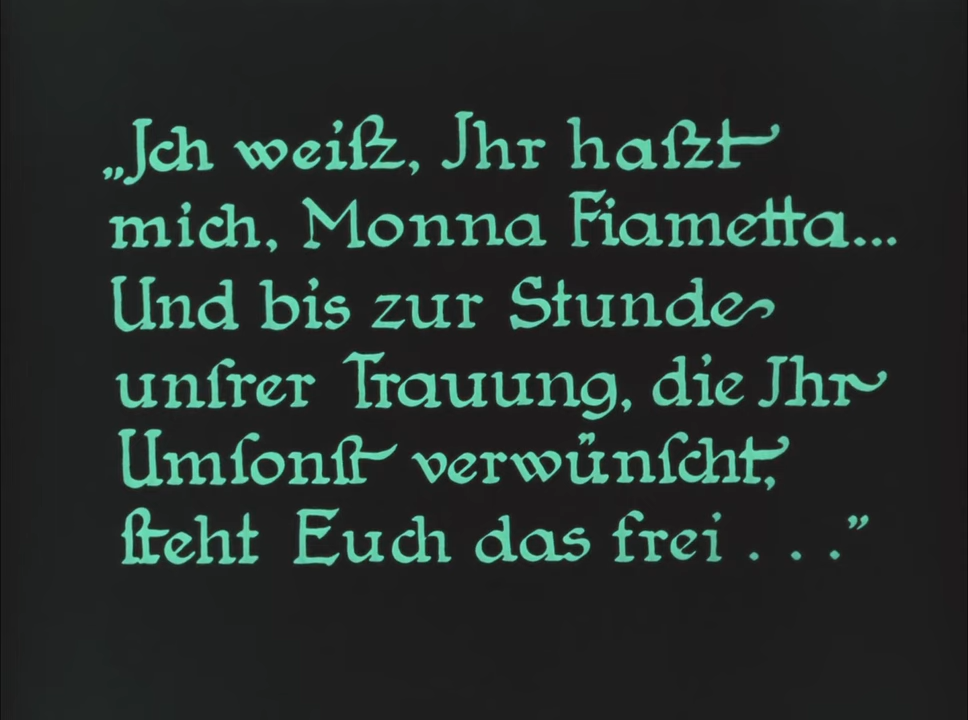 „Ich weiß, Ihr haßt
mich, Monna Fiametta...
Und bis zur Stunde
unſrer Trauung, die Ihr
Umſonſt verwünſcht,
ſteht Euch das frei . . .”